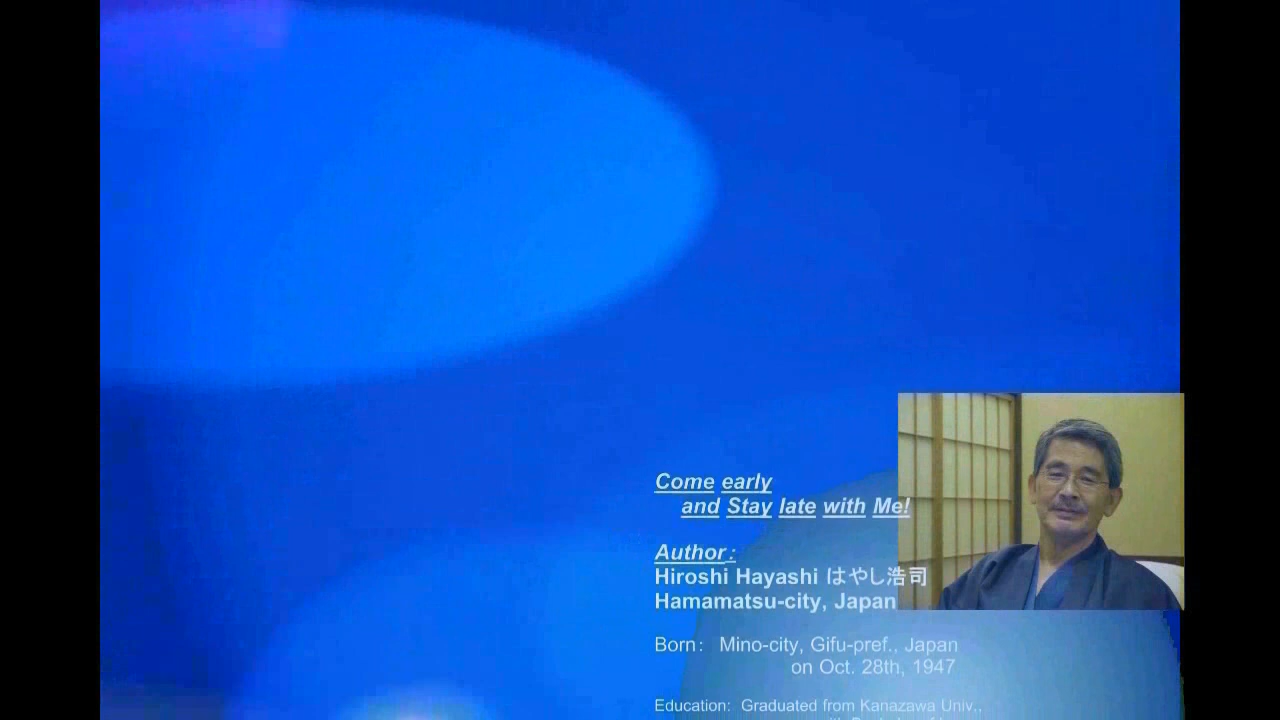 Come early
and Stay late with Me!
Author：
Hiroshi Hayashi はやし浩司
Hamamatsu-city, Japan
Born： Mino-city, Gifu-pref., Japan
on Oct. 28th, 1947
Education: Graduated from Kanazawa Univ.,